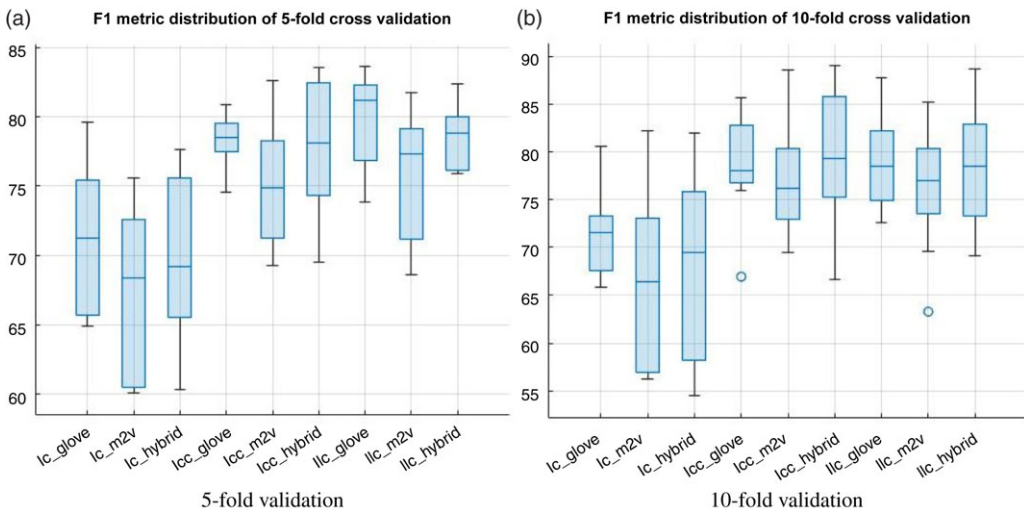 (a)
F1 metric distribution of 5-fold cross validation
85
80
75
70
65
60
lc_glove
lc_m2v
lc_hybrid
lcc_glove
lcc_m2v
lcc_hybrid
llc_glove
llc_m2v
llc_hybrid
5-fold validation
(b)
F1 metric distribution of 10-fold cross validation
90
85
80
75
70
65
60
55
lc_glove
lc_m2v
lc_hybrid
lcc_glove
lcc_m2v
lcc_hybrid
llc_glove
llc_m2v
llc_hybrid
10-fold validation